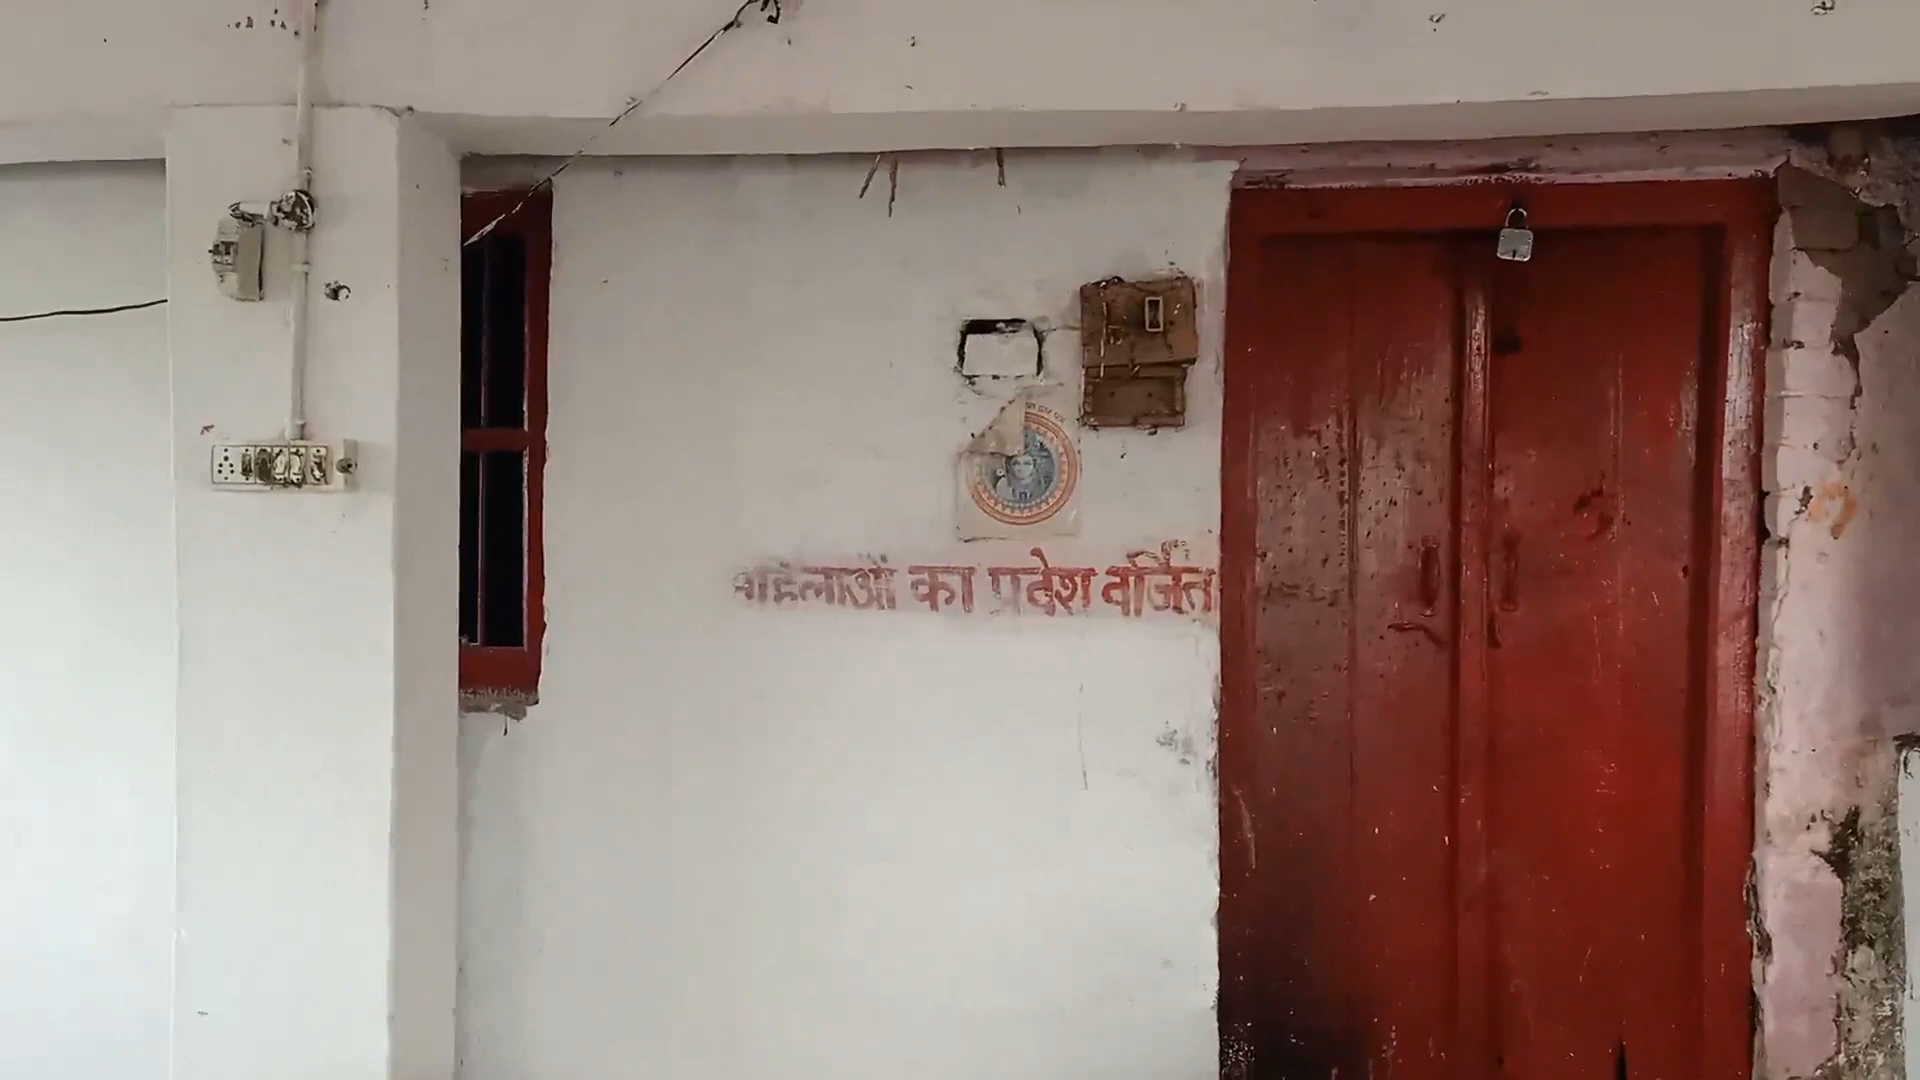 महिलाओं का प्रवेश वर्जित